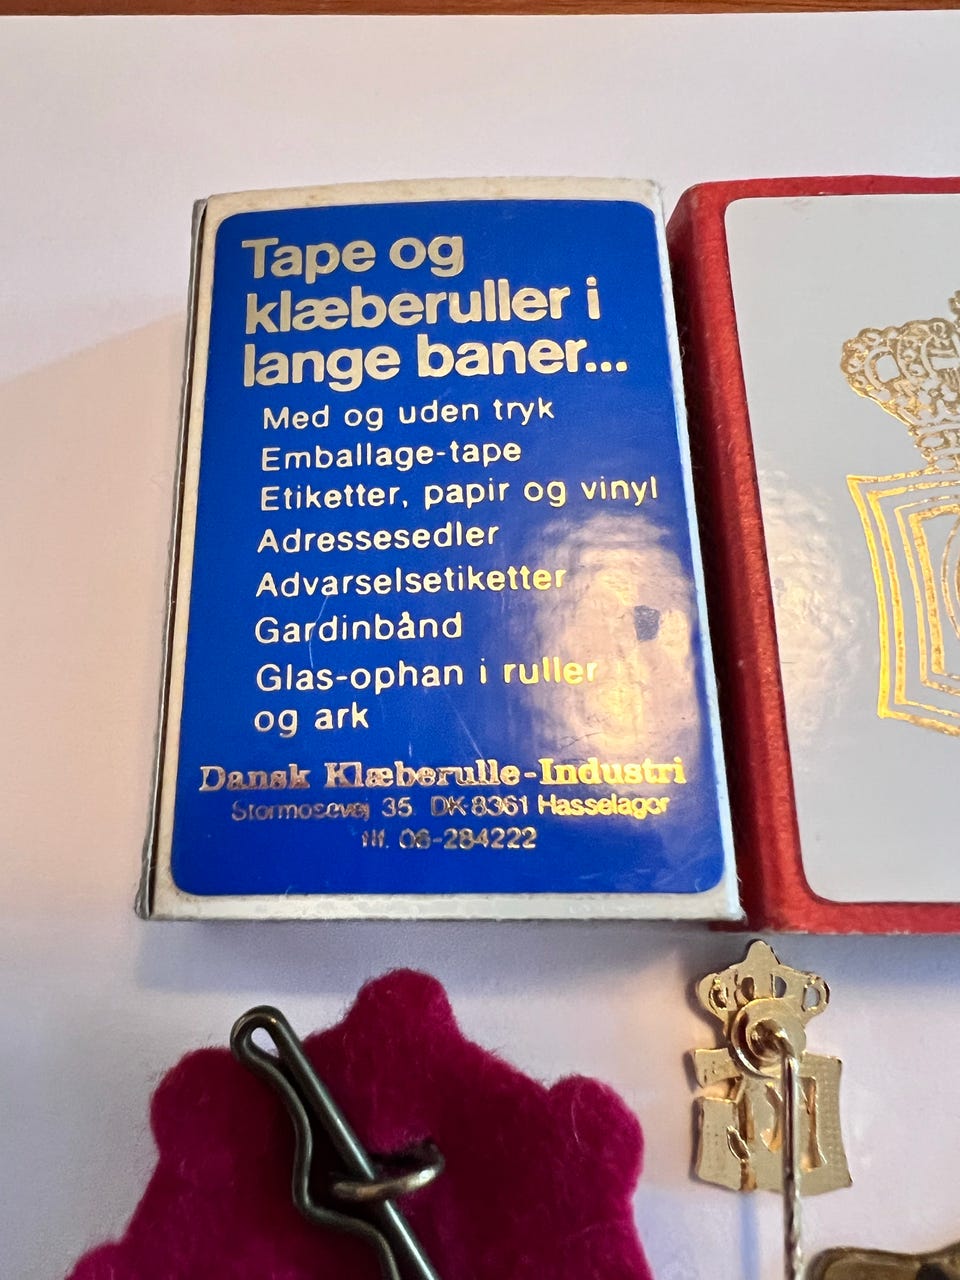 Tape og
klæberuller i
lange baner...
Med og uden tryk
Emballage-tape
Etiketter, papir og vinyl
Adressesedler
Advarselsetiketter
Gardinbånd
Glas-ophan i ruller
og ark
Dansk Klæberulle-Industri
Stormosevej 35 DK-8361 Hasselager
tlf. 06-284222